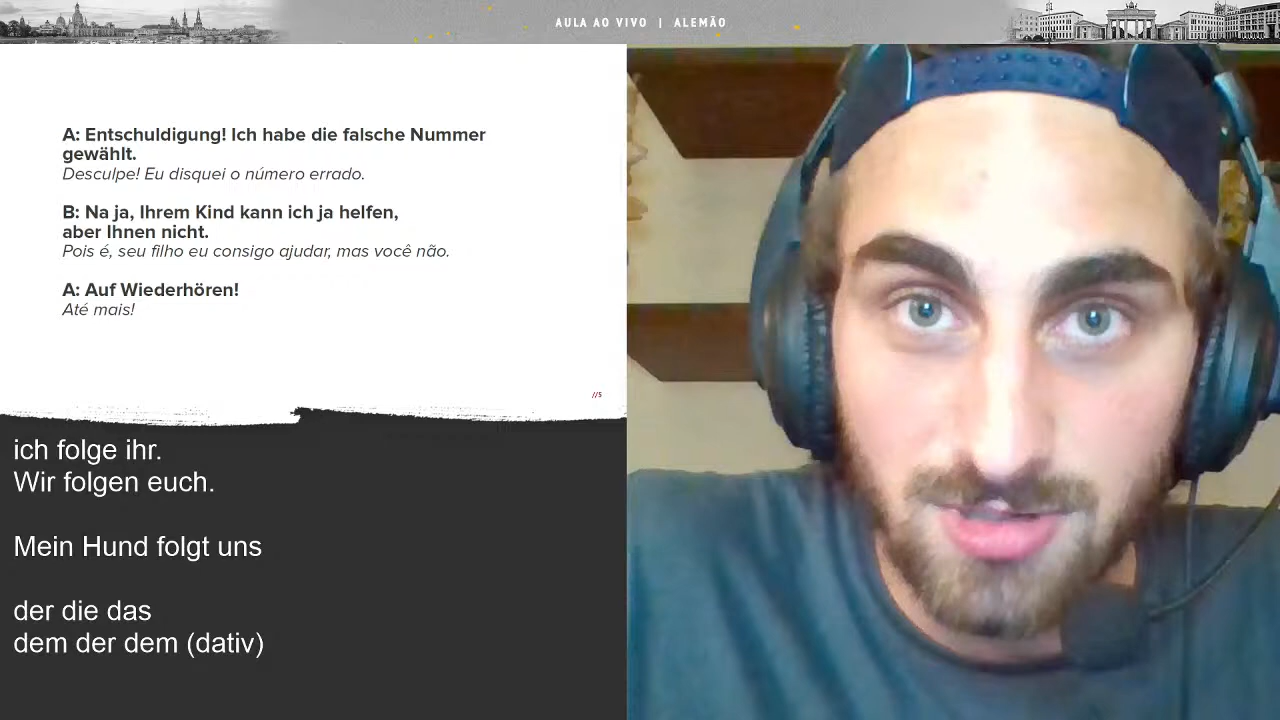 AULA AO VIVO | ALEMÃO
A: Entschuldigung! Ich habe die falsche Nummer
gewählt.
Desculpe! Eu disquei o número errado.
B: Na ja, Ihrem Kind kann ich ja helfen,
aber Ihnen nicht.
Pois é, seu filho eu consigo ajudar, mas você não.
A: Auf Wiederhören!
Até mais!
//5
ich folge ihr.
Wir folgen euch.
Mein Hund folgt uns
der die das
dem der dem (dativ)